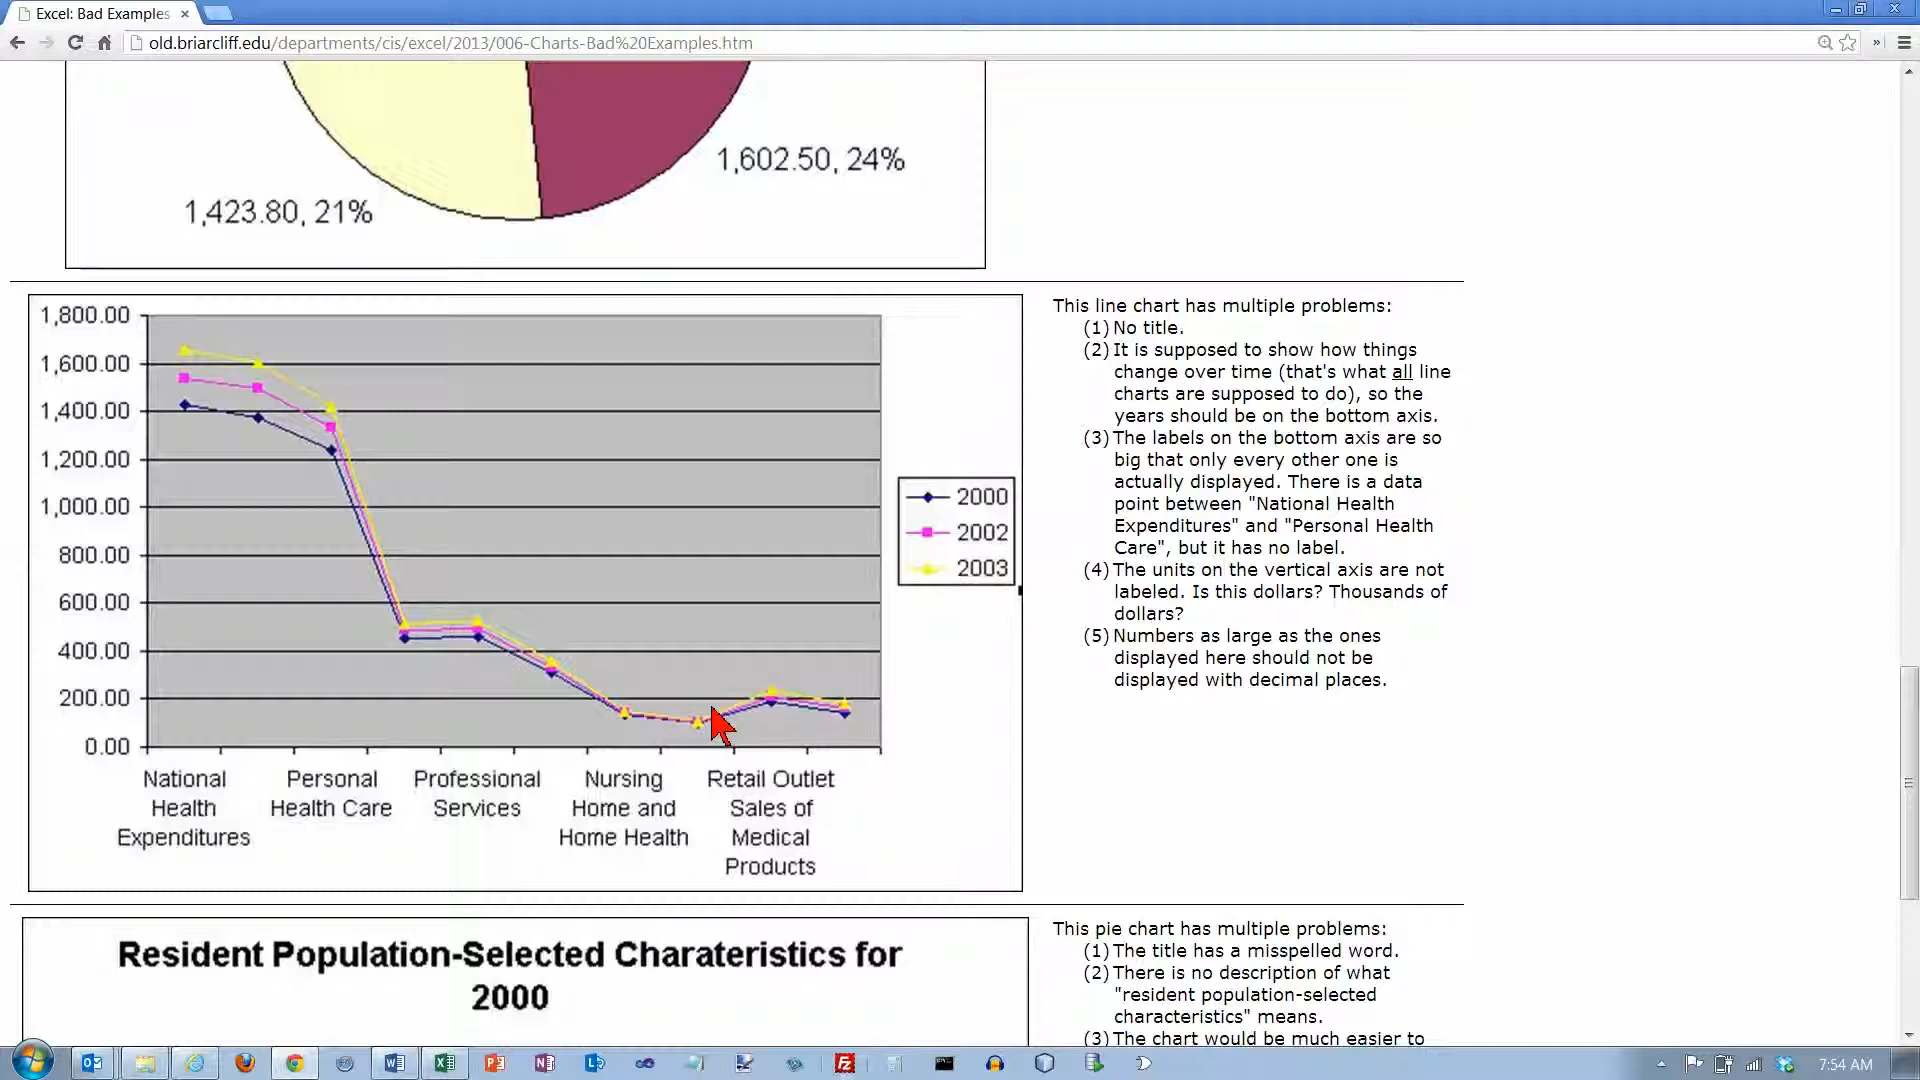 Excel: Bad Examples
old.briarcliff.edu/departments/cis/excel/2013/006-Charts-Bad%20Examples.htm
1,602.50, 24%
1,423.80, 21%
1,800.00
1,600.00
1,400.00
1,200.00
1,000.00
800.00
600.00
400.00
200.00
0.00
National
Health
Expenditures
Personal
Health Care
Professional
Services
Nursing
Home and
Home Health
Retail Outlet
Sales of
Medical
Products
2000
2002
2003
This line chart has multiple problems:
(1) No title.
(2) It is supposed to show how things
change over time (that's what all line
charts are supposed to do), so the
years should be on the bottom axis.
(3) The labels on the bottom axis are so
big that only every other one is
actually displayed. There is a data
point between "National Health
Expenditures" and "Personal Health
Care", but it has no label.
(4) The units on the vertical axis are not
labeled. Is this dollars? Thousands of
dollars?
(5) Numbers as large as the ones
displayed here should not be
displayed with decimal places.
Resident Population-Selected Charateristics for
2000
This pie chart has multiple problems:
(1) The title has a misspelled word.
(2) There is no description of what
"resident population-selected
characteristics" means.
(3) The chart would be much easier to
7:54 AM